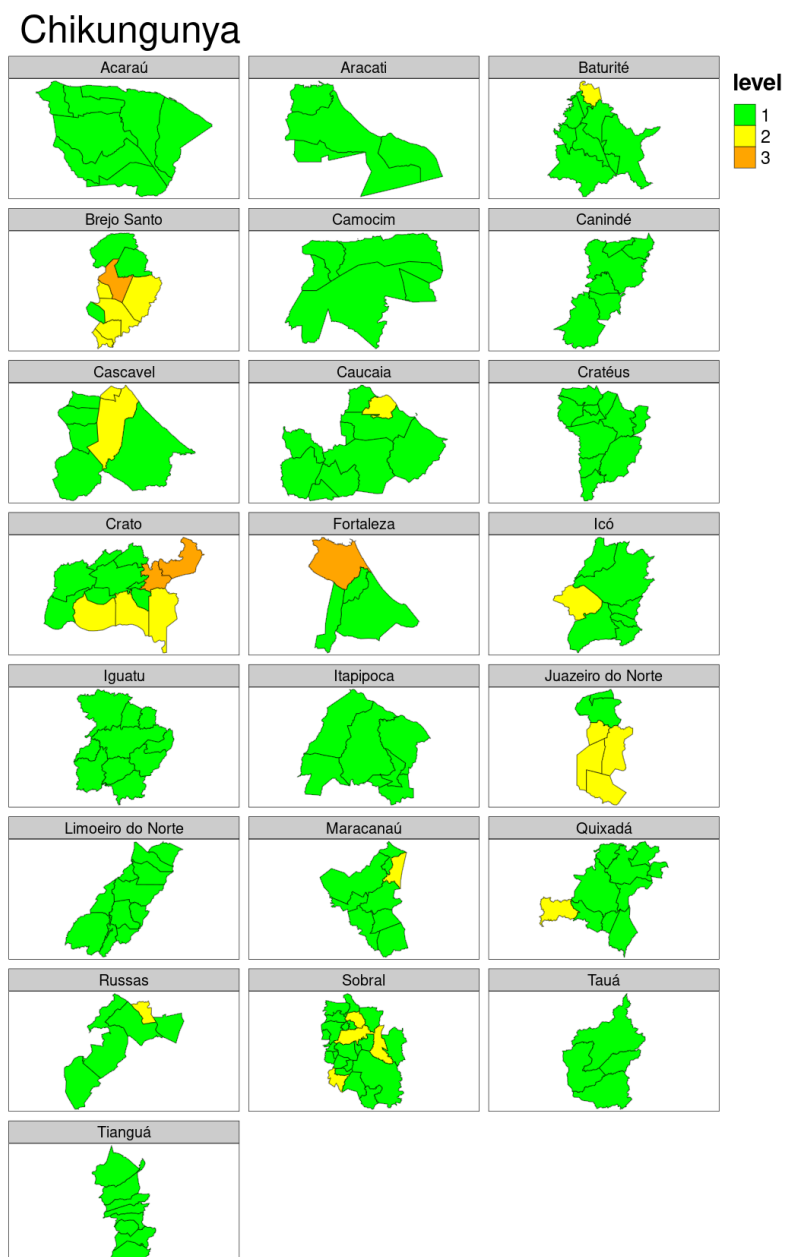 Chikungunya
Acaraú
Aracati
Baturité
level
1
2
3
Brejo Santo
Camocim
Canindé
Cascavel
Caucaia
Cratéus
Crato
Fortaleza
Icó
Iguatu
Itapipoca
Juazeiro do Norte
Limoeiro do Norte
Maracanaú
Quixadá
Russas
Sobral
Tauá
Tianguá